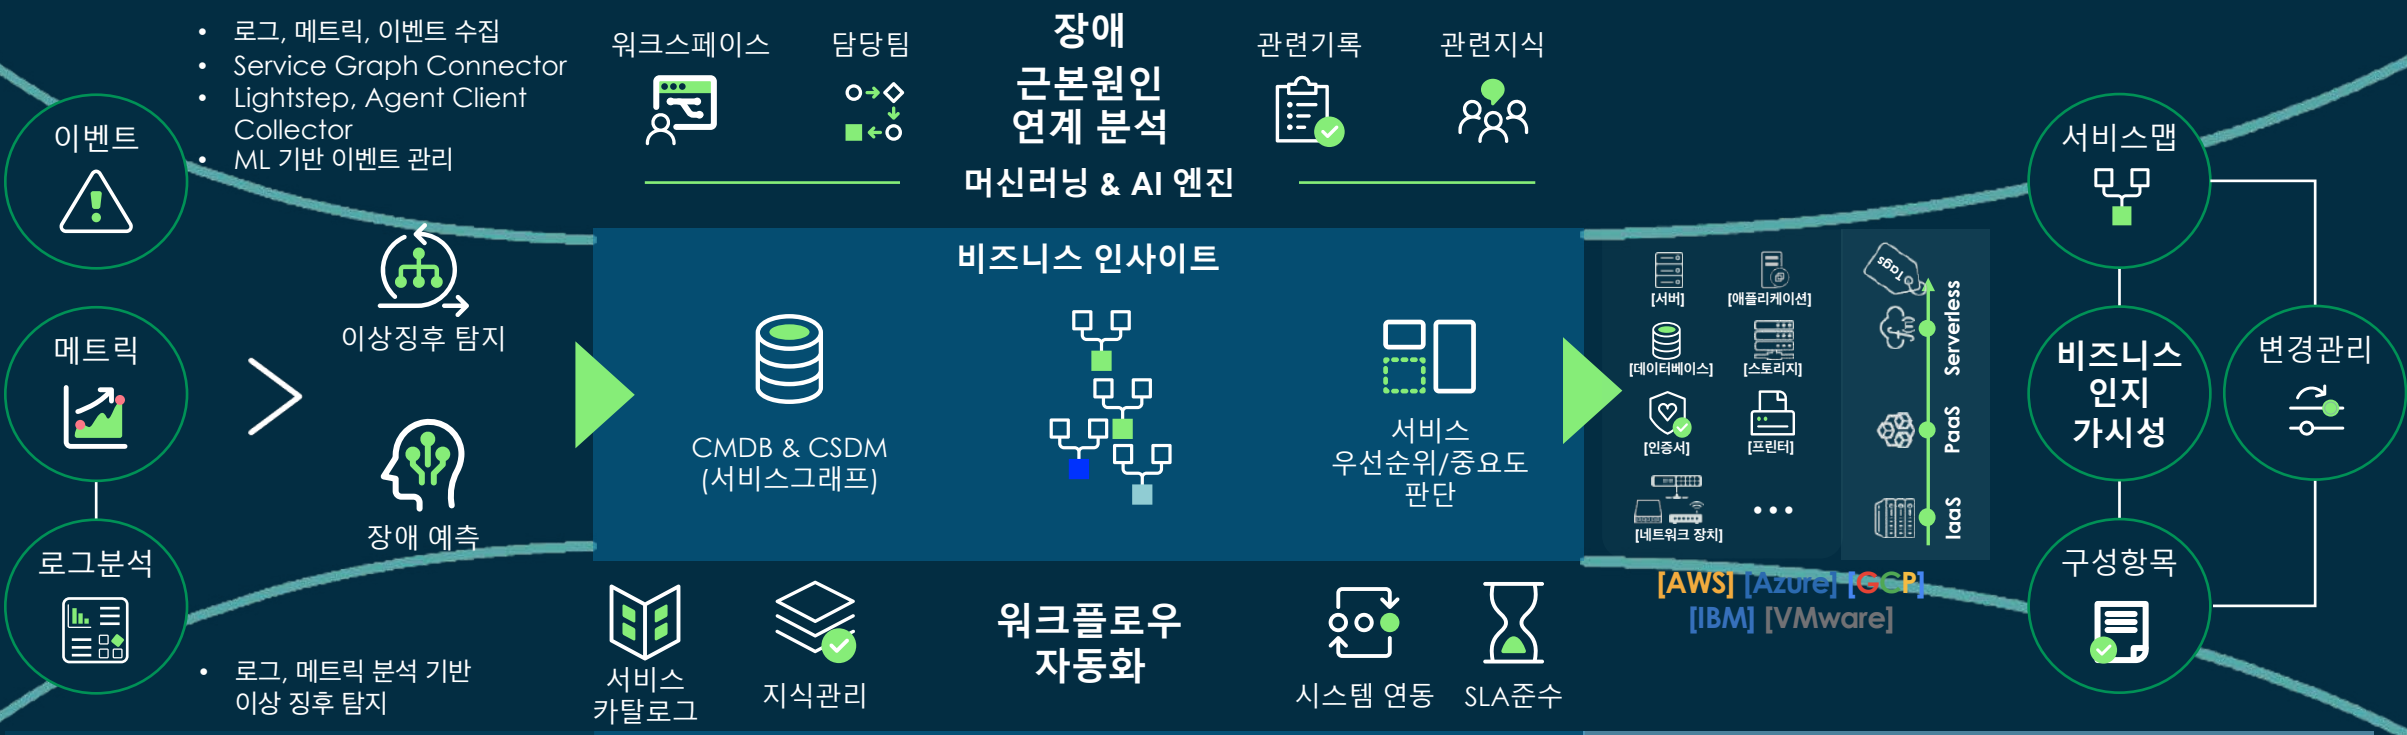 • 로그, 메트릭, 이벤트 수집
• Service Graph Connector
• Lightstep, Agent Client
Collector
• ML 기반 이벤트 관리
이벤트
메트릭
로그분석
이상징후 탐지
장애 예측
• 로그, 메트릭 분석 기반
이상 징후 탐지
워크스페이스
담당팀
장애
근본원인
연계 분석
관련기록
관련지식
머신러닝 & AI 엔진
비즈니스 인사이트
CMDB & CSDM
(서비스그래프)
서비스
우선순위/중요도
판단
서비스
카탈로그
지식관리
워크플로우
자동화
시스템 연동
SLA준수
[서버]
[애플리케이션]
[데이터베이스]
[스토리지]
[인증서]
[프린터]
[네트워크 장치]
...
Tags
Serverless
PaaS
IaaS
[AWS] [Azure] [GCP]
[IBM] [VMware]
서비스맵
비즈니스
인지
가시성
변경관리
구성항목